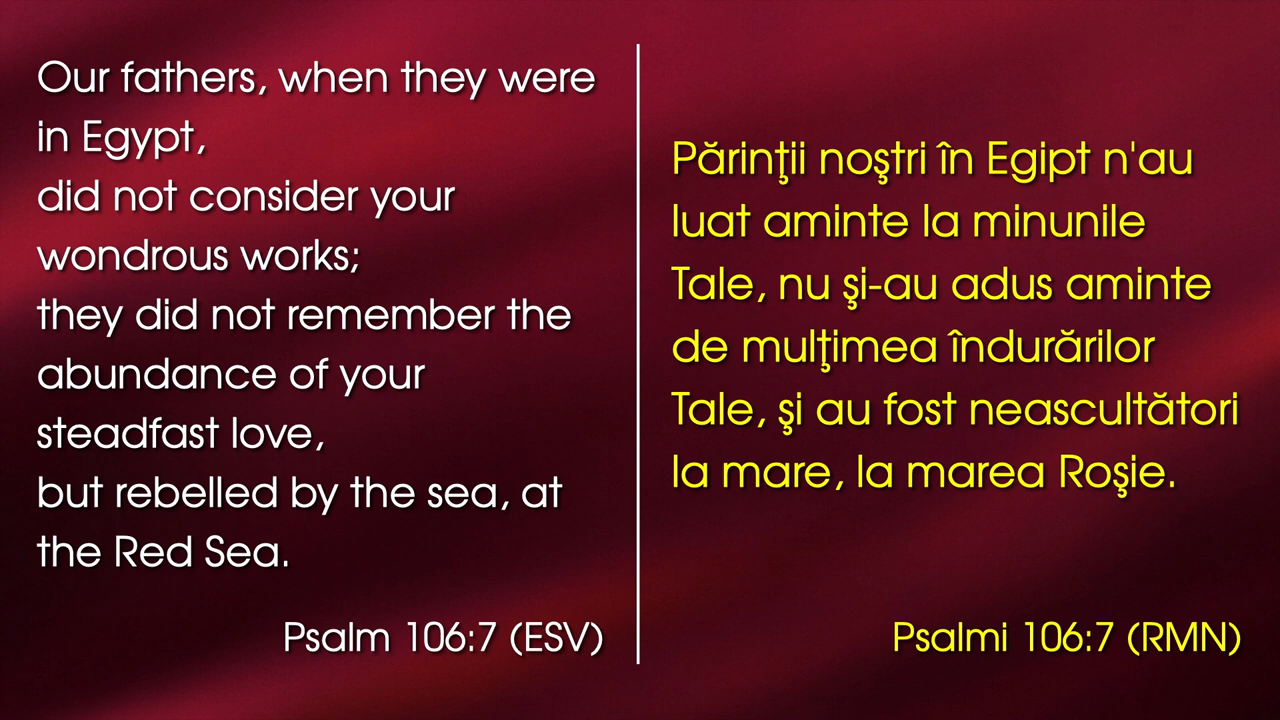 Our fathers, when they were
in Egypt,
did not consider your
wondrous works;
they did not remember the
abundance of your
steadfast love,
but rebelled by the sea, at
the Red Sea.
Psalm 106:7 (ESV)
Părinţii noştri în Egipt n'au
luat aminte la minunile
Tale, nu şi-au adus aminte
de mulţimea îndurărilor
Tale, şi au fost neascultători
la mare, la marea Roşie.
Psalmi 106:7 (RMN)